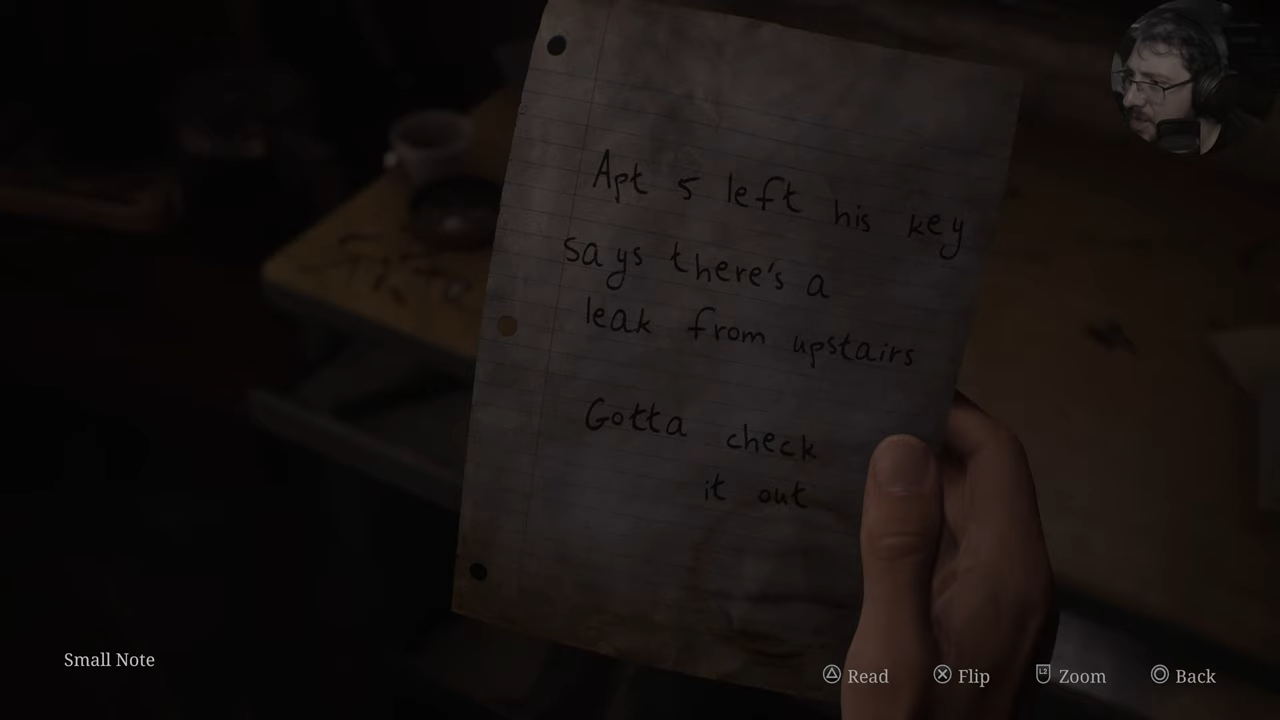 Apt 5 left his key
says there's a
leak from upstairs
Gotta check
it out
Small Note
Read
Flip
L2
Zoom
Back